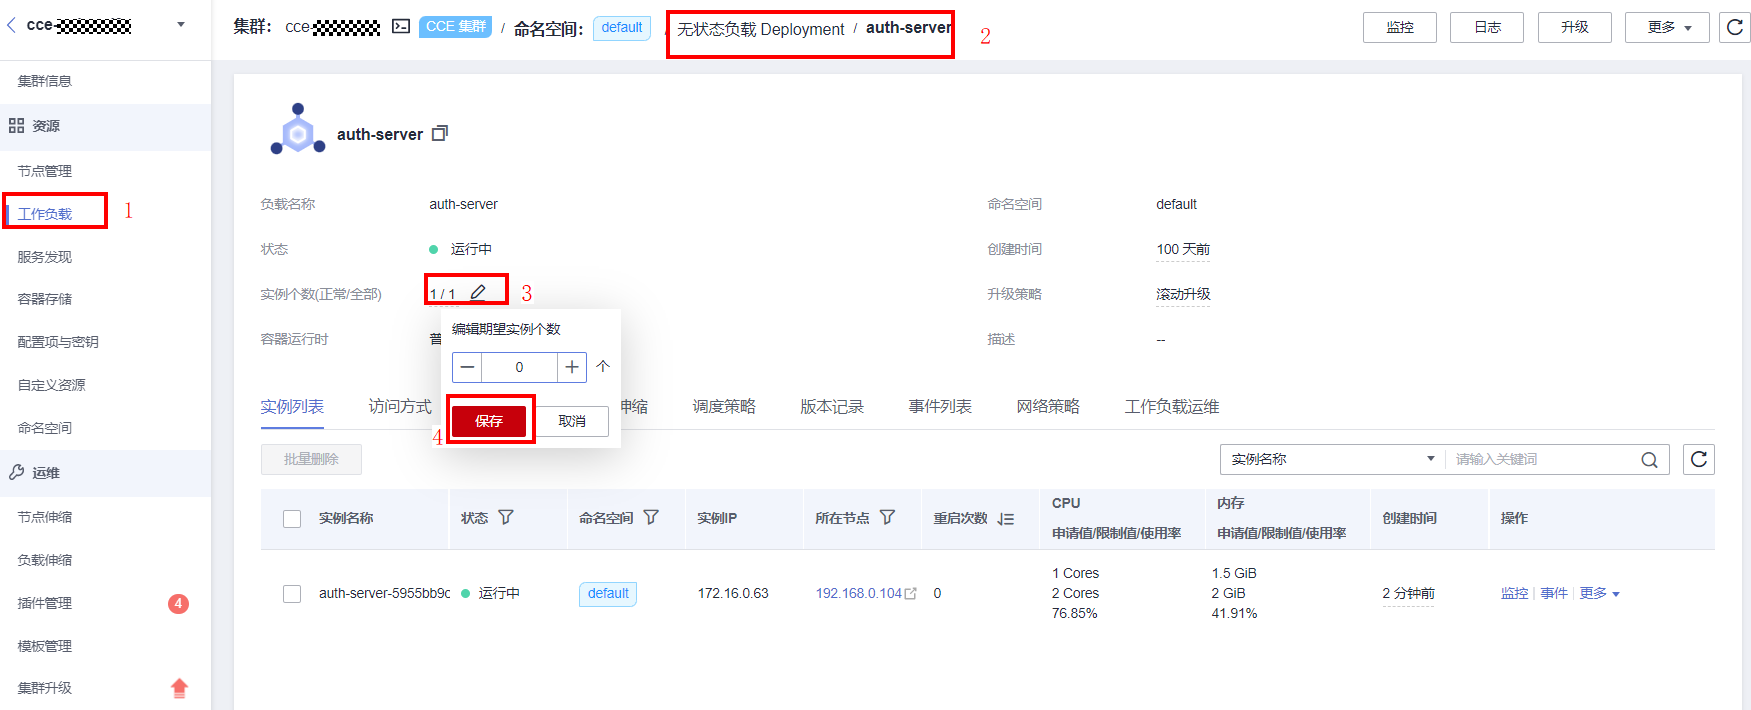 cce-
集群: cce- CCE 集群 / 命名空间: default / 无状态负载 Deployment / auth-server 2
监控 日志 升级 更多
集群信息
资源
节点管理
工作负载 1
服务发现
容器存储
配置项与密钥
自定义资源
命名空间
运维
节点伸缩
负载伸缩
插件管理 4
模板管理
集群升级
auth-server
负载名称 auth-server 命名空间 default
状态 运行中 创建时间 100 天前
实例个数(正常/全部) 1 / 1 3 升级策略 滚动升级
容器运行时 普 描述 --
编辑期望实例个数
0 个
保存 取消
4
实例列表 访问方式 伸缩 调度策略 版本记录 事件列表 网络策略 工作负载运维
批量删除 实例名称 请输入关键词
实例名称 状态 命名空间 实例IP 所在节点 重启次数 CPU 申请值/限制值/使用率 内存 申请值/限制值/使用率 创建时间 操作
auth-server-5955bb9c 运行中 default 172.16.0.63 192.168.0.104 0
1 Cores
2 Cores
76.85%
1.5 GiB
2 GiB
41.91%
2 分钟前 监控 事件 更多